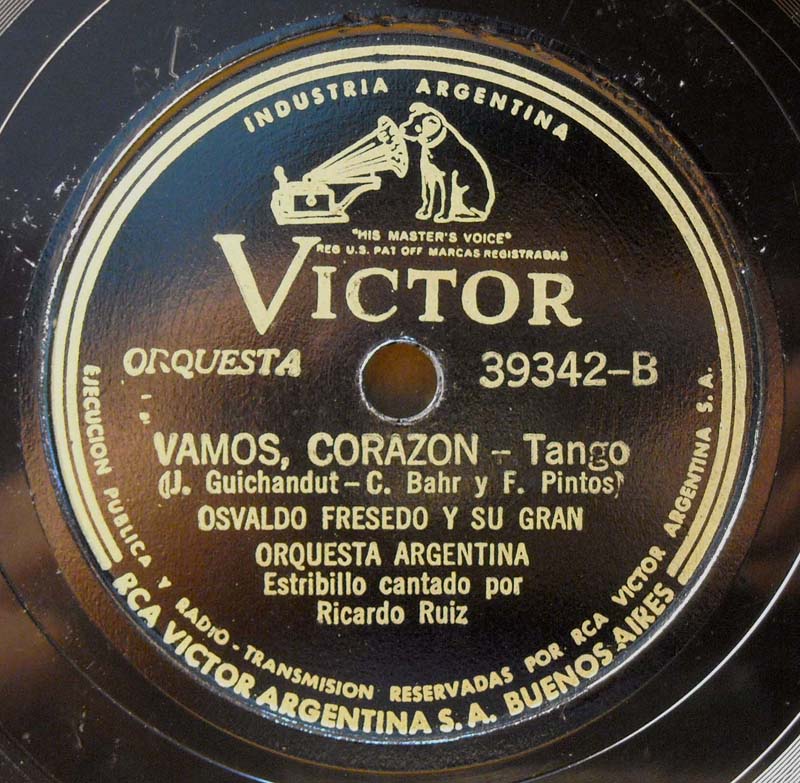 INDUSTRIA ARGENTINA
"HIS MASTER'S VOICE"
REG U.S. PAT OFF MARCAS REGISTRADAS
VICTOR
ORQUESTA
39342-B
VAMOS, CORAZON - Tango
(J. Guichandut - C. Bahr y F. Pintos)
OSVALDO FRESEDO Y SU GRAN
ORQUESTA ARGENTINA
Estribillo cantado por
Ricardo Ruiz
EJECUCION PUBLICA Y RADIO-TRANSMISION RESERVADAS POR RCA VICTOR ARGENTINA S.A.
RCA VICTOR ARGENTINA S.A. BUENOS AIRES